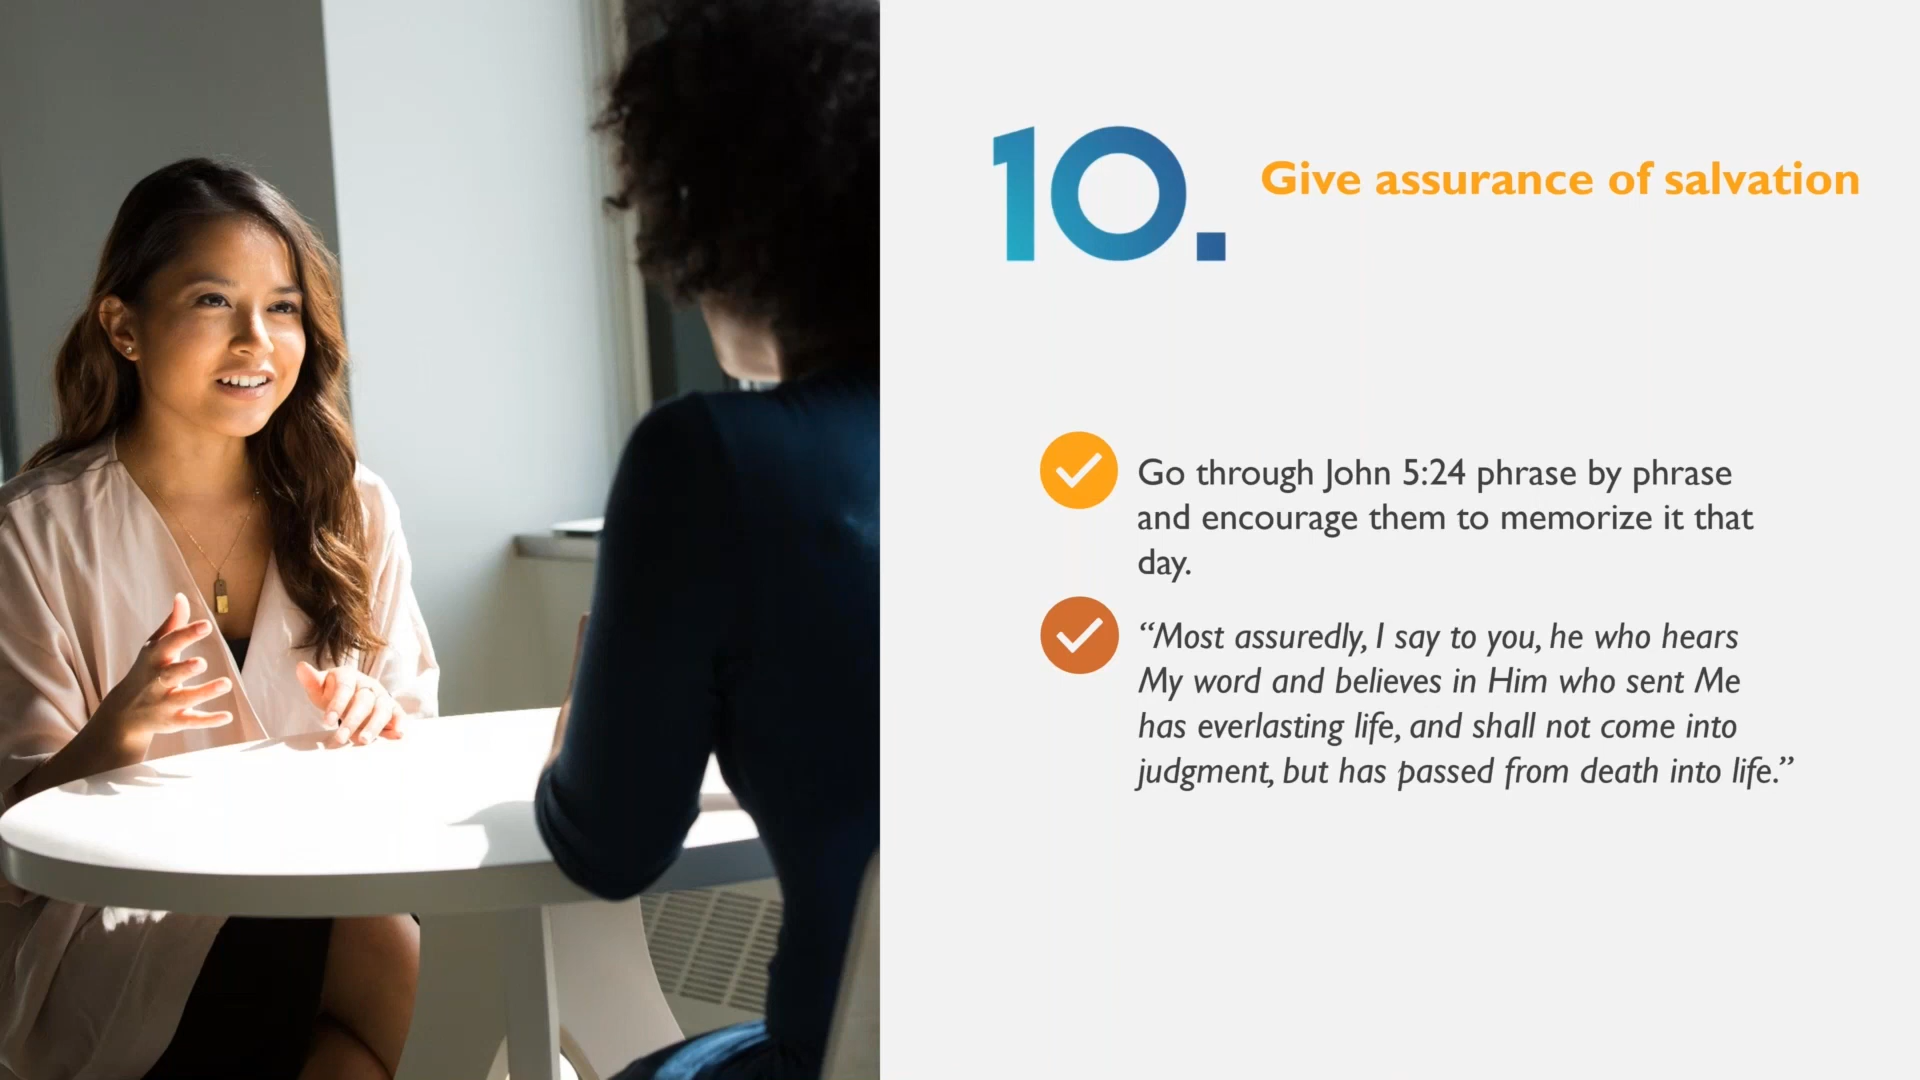 10. Give assurance of salvation
Go through John 5:24 phrase by phrase
and encourage them to memorize it that
day.
“Most assuredly, I say to you, he who hears
My word and believes in Him who sent Me
has everlasting life, and shall not come into
judgment, but has passed from death into life.”